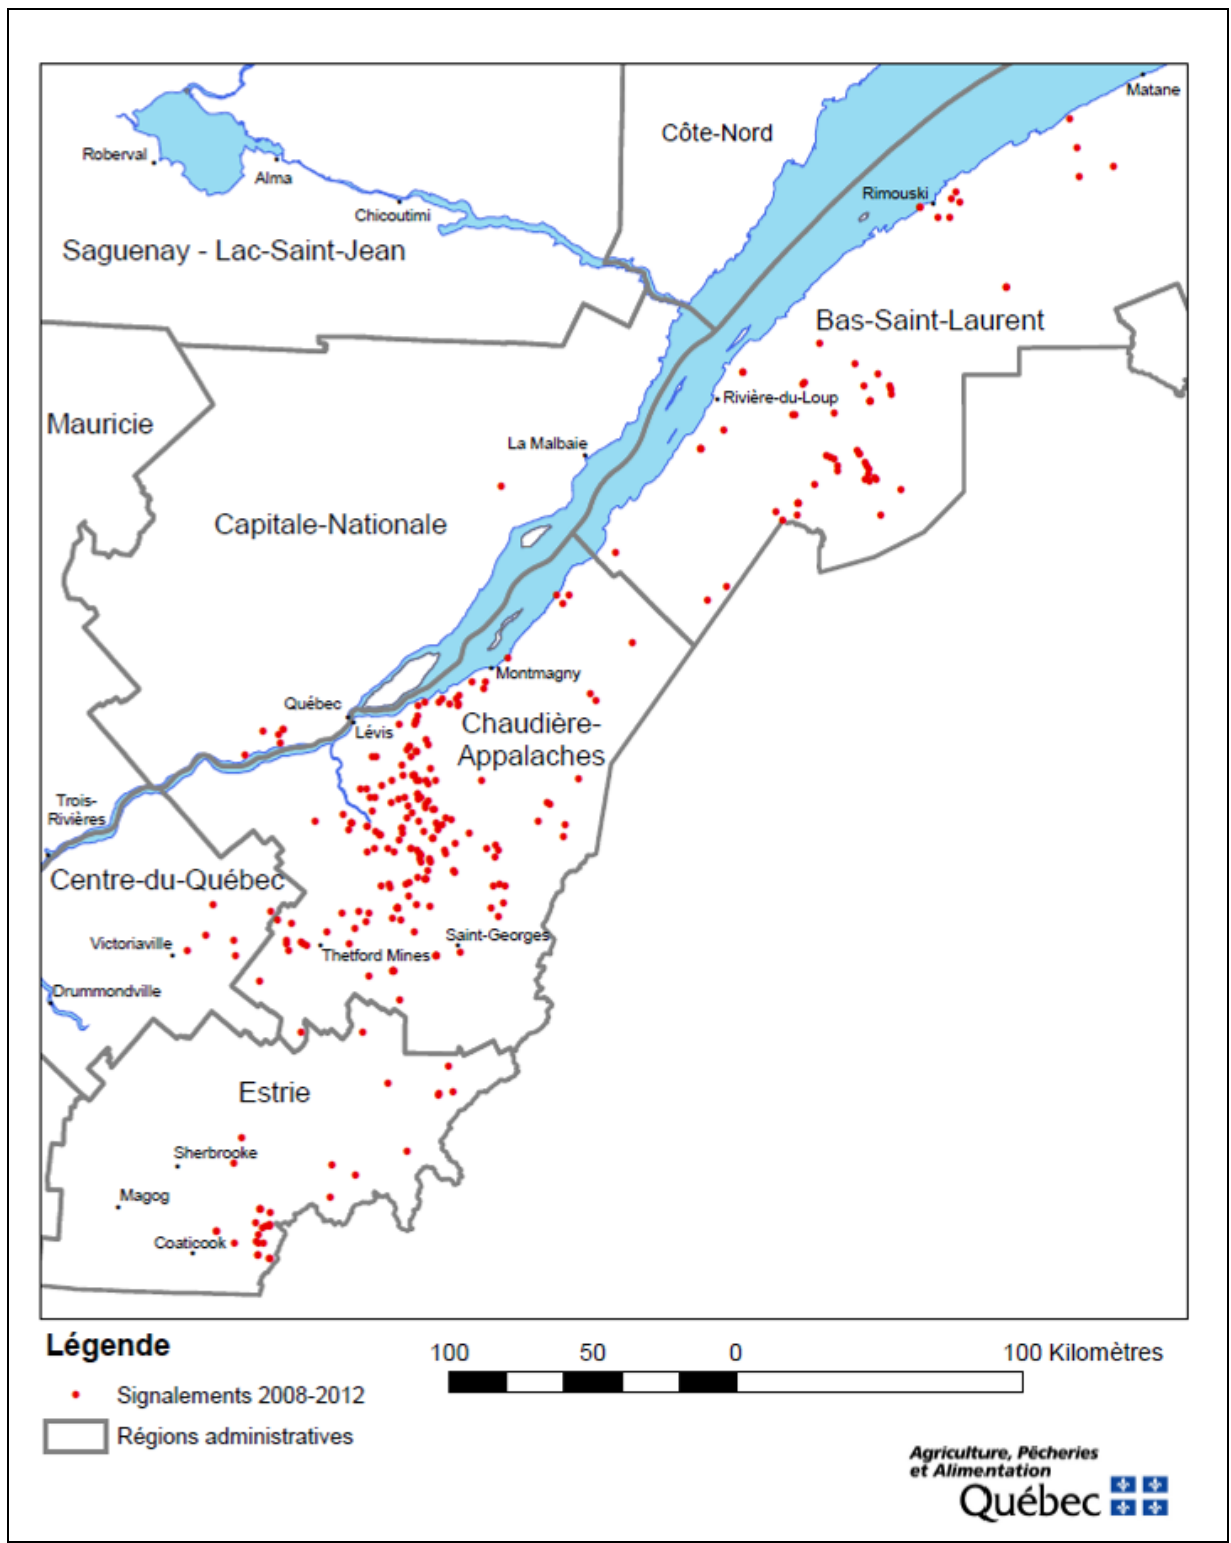 Matane
Côte-Nord
Roberval
Alma
Rimouski
Chicoutimi
Saguenay - Lac-Saint-Jean
Bas-Saint-Laurent
Rivière-du-Loup
Mauricie
La Malbaie
Capitale-Nationale
Montmagny
Québec
Lévis
Chaudière-
Appalaches
Trois-
Rivières
Centre-du-Québec
Victoriaville
Saint-Georges
Thetford Mines
Drummondville
Estrie
Sherbrooke
Magog
Coaticook
Légende
100 50 0 100 Kilomètres
Signalements 2008-2012
Régions administratives
Agriculture, Pêcheries
et Alimentation
Québec